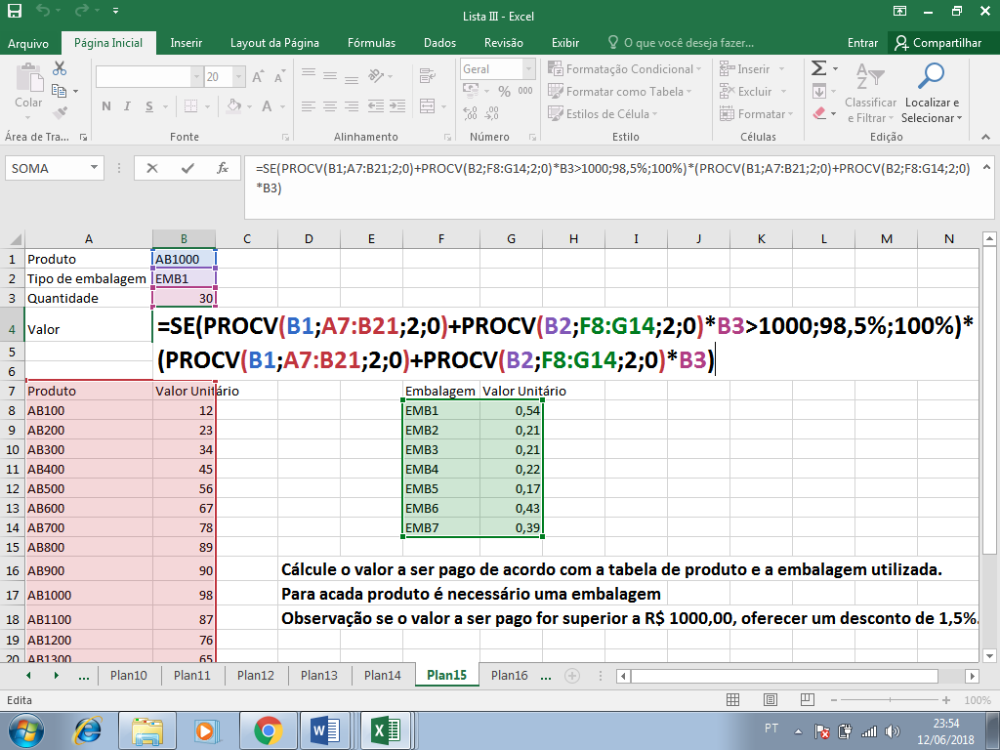 Lista III - Excel
Arquivo Página Inicial Inserir Layout da Página Fórmulas Dados Revisão Exibir O que você deseja fazer... Entrar Compartilhar
Geral Formatação Condicional Inserir
20 A A
Colar % 000 Formatar como Tabela Excluir Classificar e Filtrar Localizar e Selecionar
N I S A ,00 Estilos de Célula Formatar
Área de Tra... Fonte Alinhamento Número Estilo Células Edição
SOMA fx =SE(PROCV(B1;A7:B21;2;0)+PROCV(B2;F8:G14;2;0)*B3>1000;98,5%;100%)*(PROCV(B1;A7:B21;2;0)+PROCV(B2;F8:G14;2;0)
*B3)
A B C D E F G H I J K L M N
1 Produto AB1000
2 Tipo de embalagem EMB1
3 Quantidade 30
4 Valor =SE(PROCV(B1;A7:B21;2;0)+PROCV(B2;F8:G14;2;0)*B3>1000;98,5%;100%)*
5 (PROCV(B1;A7:B21;2;0)+PROCV(B2;F8:G14;2;0)*B3)
6
7 Produto Valor Unitário Embalagem Valor Unitário
8 AB100 12 EMB1 0,54
9 AB200 23 EMB2 0,21
10 AB300 34 EMB3 0,21
11 AB400 45 EMB4 0,22
12 AB500 56 EMB5 0,17
13 AB600 67 EMB6 0,43
14 AB700 78 EMB7 0,39
15 AB800 89
16 AB900 90 Cálcule o valor a ser pago de acordo com a tabela de produto e a embalagem utilizada.
17 AB1000 98 Para acada produto é necessário uma embalagem
18 AB1100 87 Observação se o valor a ser pago for superior a R$ 1000,00, oferecer um desconto de 1,5%.
19 AB1200 76
20 AB1300 65
... Plan10 Plan11 Plan12 Plan13 Plan14 Plan15 Plan16 ...
Edita 100%
PT 23:54
12/06/2018